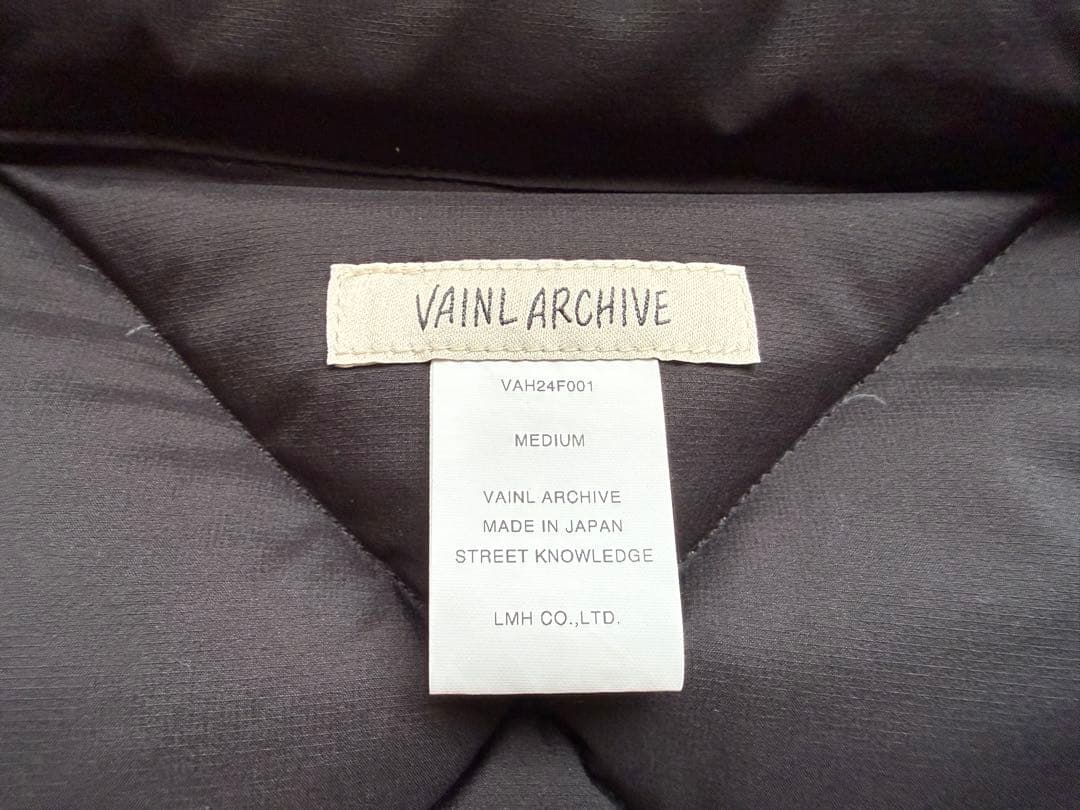 VAINL ARCHIVE
VAH24F001
MEDIUM
VAINL ARCHIVE
MADE IN JAPAN
STREET KNOWLEDGE
LMH CO.,LTD.